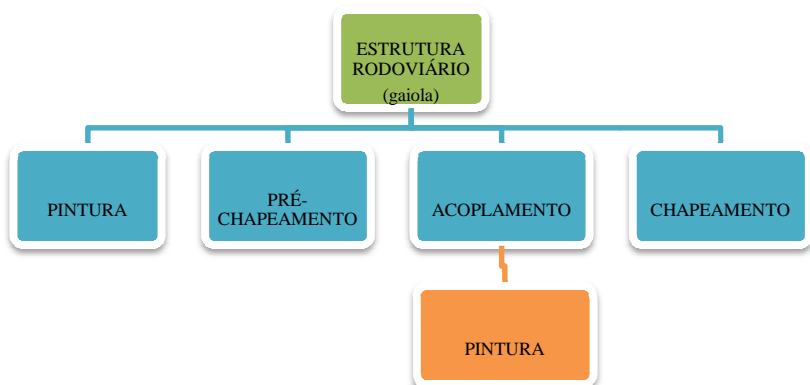 ESTRUTURA
RODOVIÁRIO
(gaiola)
PINTURA
PRÉ-
CHAPEAMENTO
ACOPLAMENTO
CHAPEAMENTO
PINTURA